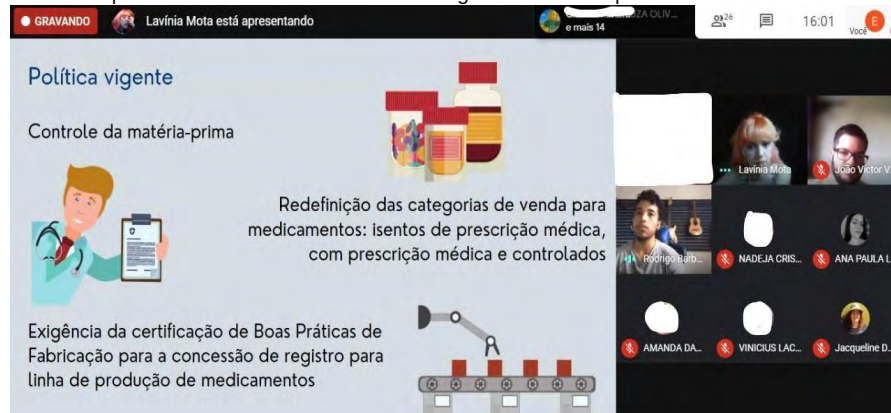 GRAVANDO
Lavínia Mota está apresentando
e mais 14
26
16:01
Você
E
Política vigente
Controle da matéria-prima
Redefinição das categorias de venda para
medicamentos: isentos de prescrição médica,
com prescrição médica e controlados
Exigência da certificação de Boas Práticas de
Fabricação para a concessão de registro para
linha de produção de medicamentos
Lavínia Mota
João Victor V...
Rodrigo Barb...
NADEJA CRIS...
ANA PAULA L
AMANDA DA...
VINICIUS LAC...
Jacqueline D...